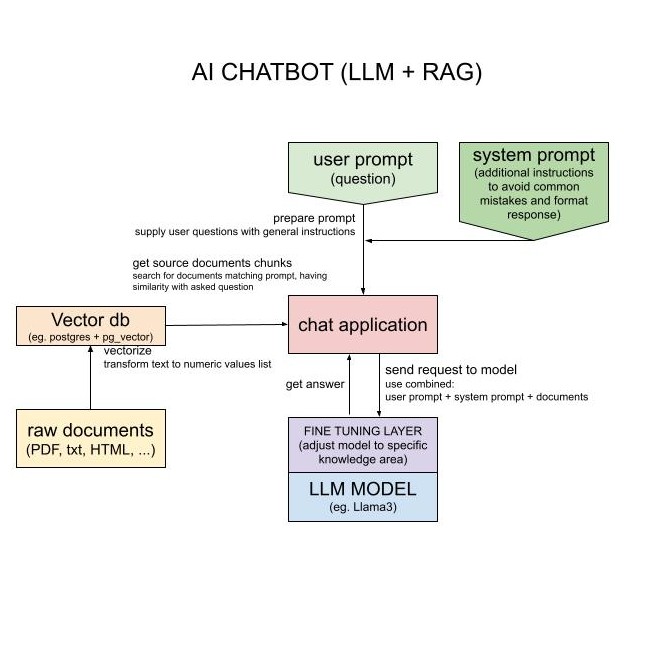 AI CHATBOT (LLM + RAG)
user prompt
(question)
system prompt
(additional instructions
to avoid common
mistakes and format
response)
prepare prompt
supply user questions with general instructions
get source documents chunks
search for documents matching prompt, having
similarity with asked question
Vector db
(eg. postgres + pg_vector)
chat application
vectorize
transform text to numeric values list
get answer
send request to model
use combined:
user prompt + system prompt + documents
raw documents
(PDF, txt, HTML, ...)
FINE TUNING LAYER
(adjust model to specific
knowledge area)
LLM MODEL
(eg. Llama3)